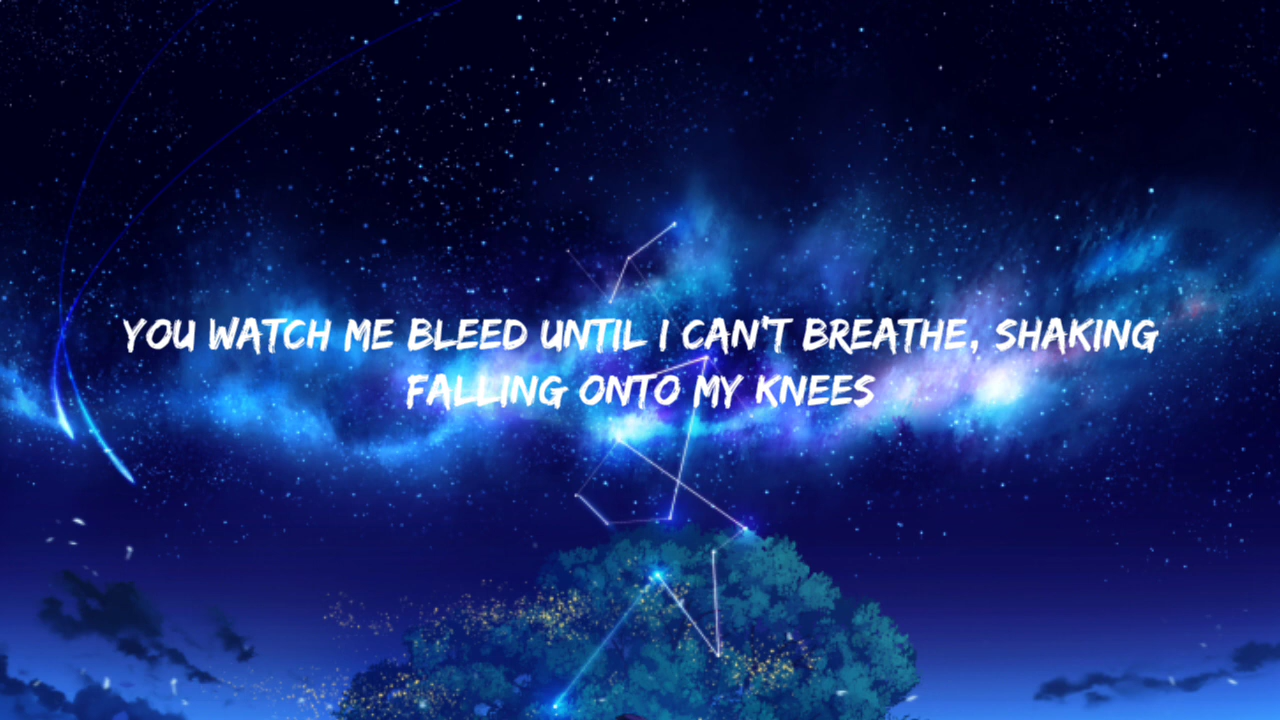 YOU WATCH ME BLEED UNTIL I CAN'T BREATHE, SHAKING
FALLING ONTO MY KNEES